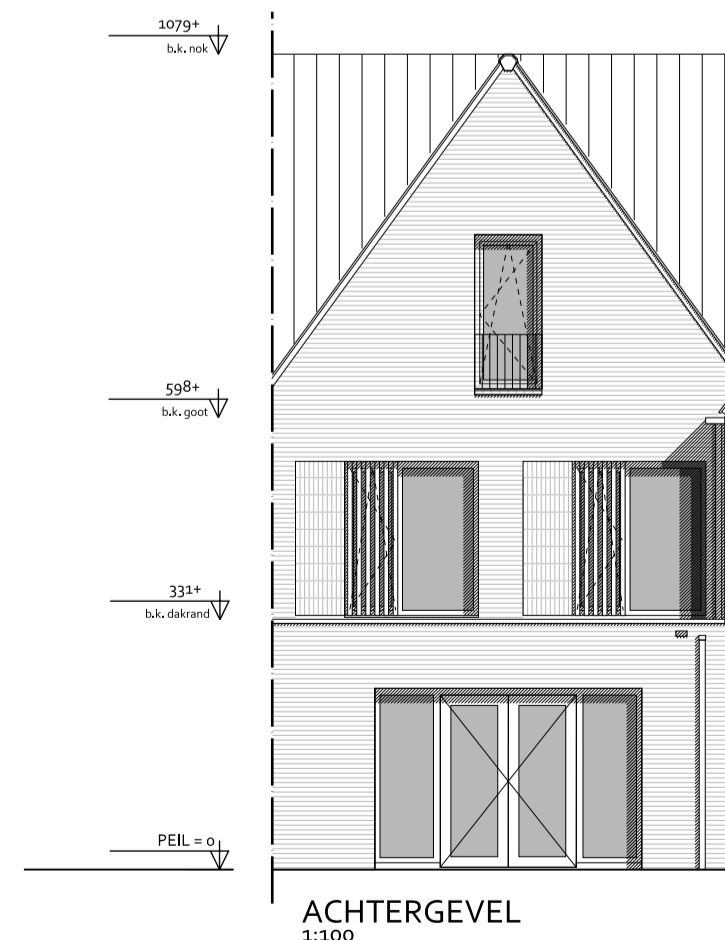 1079+
b.k. nok
598+
b.k. goot
331+
b.k. dakrand
PEIL = 0
ACHTERGEVEL
1:100